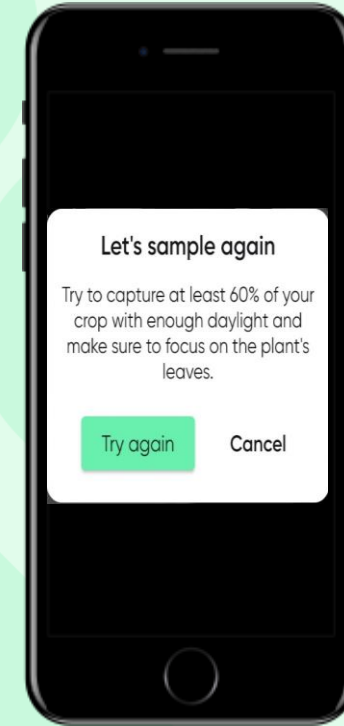 Let's sample again
Try to capture at least 60% of your
crop with enough daylight and
make sure to focus on the plant's
leaves.
Try again
Cancel